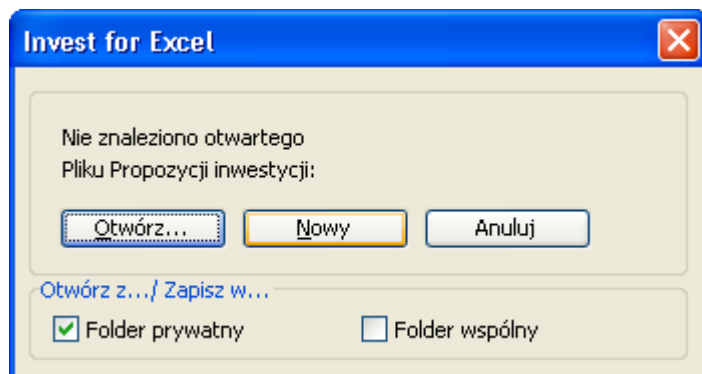 Invest for Excel
Nie znaleziono otwartego
Pliku Propozycji inwestycji:
Otwórz... Nowy Anuluj
Otwórz z.../ Zapisz w...
Folder prywatny Folder wspólny